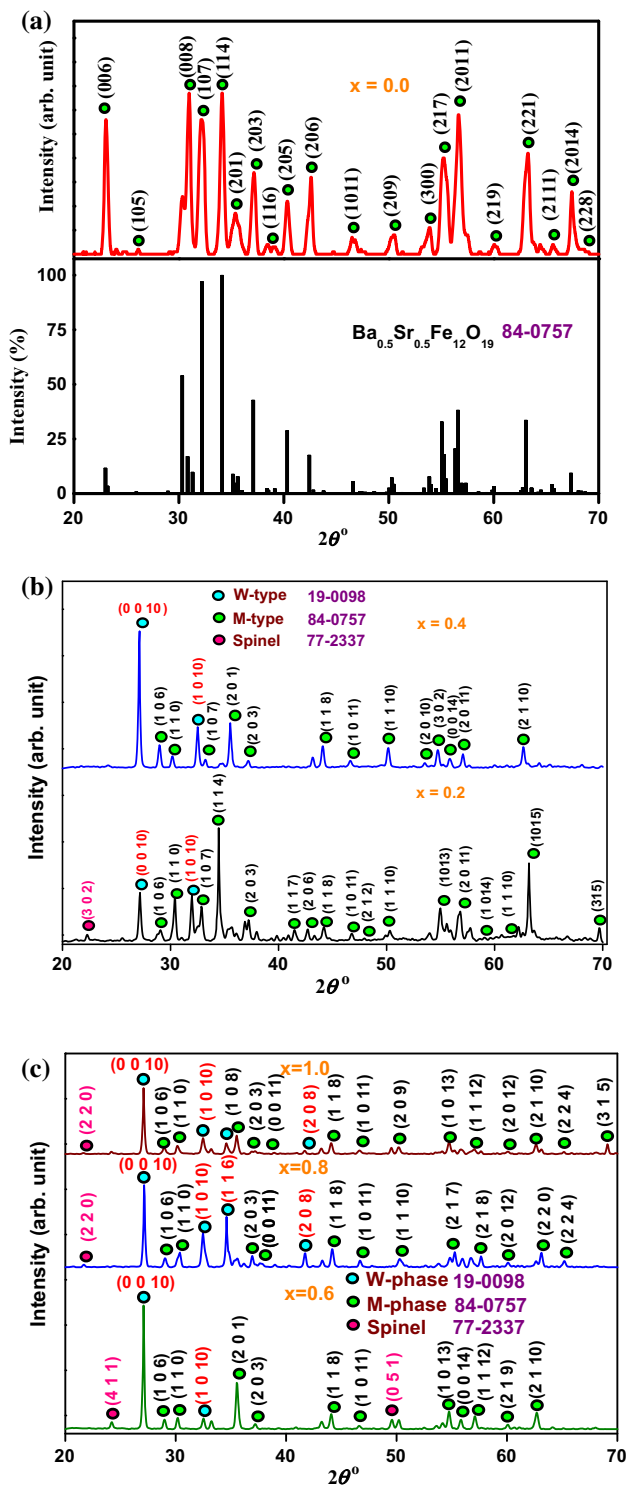 (a)
x = 0.0
(006) (105) (008) (107) (114) (201) (203) (116) (205) (206) (1011) (209) (300) (217) (2011) (219) (221) (2111) (2014) (228)
Intensity (arb. unit)
Ba0.5Sr0.5Fe12O19 84-0757
Intensity (%)
100
75
50
25
0
20 30 40 50 60 70
2θ°
(b)
W-type 19-0098
M-type 84-0757
Spinel 77-2337
x = 0.4
(0 0 10) (1 0 6) (1 1 0) (1 0 10) (1 0 7) (2 0 1) (2 0 3) (1 1 8) (1 0 11) (1 1 10) (2 0 10) (3 0 2) (0 0 14) (2 0 11) (2 1 10)
x = 0.2
(3 0 2) (0 0 10) (1 0 6) (1 1 0) (1 0 10) (1 0 7) (1 1 4) (2 0 3) (1 1 7) (2 0 6) (1 1 8) (1 0 11) (2 1 2) (1 1 10) (1013) (2 0 11) (1 014) (1 1 10) (1015) (315)
Intensity (arb. unit)
20 30 40 50 60 70
2θ°
(c)
x=1.0
(2 2 0) (0 0 10) (1 0 6) (1 1 0) (1 0 10) (1 0 8) (2 0 3) (0 0 11) (2 0 8) (1 1 8) (1 0 11) (2 0 9) (1 0 13) (1 1 12) (2 0 12) (2 1 10) (2 2 4) (3 1 5)
x=0.8
(2 2 0) (0 0 10) (1 0 6) (1 1 0) (1 0 10) (1 1 6) (2 0 3) (0 0 11) (2 0 8) (1 1 8) (1 0 11) (1 1 10) (2 1 7) (2 1 8) (2 0 12) (2 2 0) (2 2 4)
W-phase 19-0098
M-phase 84-0757
Spinel 77-2337
x=0.6
(4 1 1) (0 0 10) (1 0 6) (1 1 0) (1 0 10) (2 0 1) (2 0 3) (1 1 8) (1 0 11) (0 5 1) (1 0 13) (0 0 14) (1 1 12) (2 1 9) (2 1 10)
Intensity (arb. unit)
20 30 40 50 60 70
2θ°